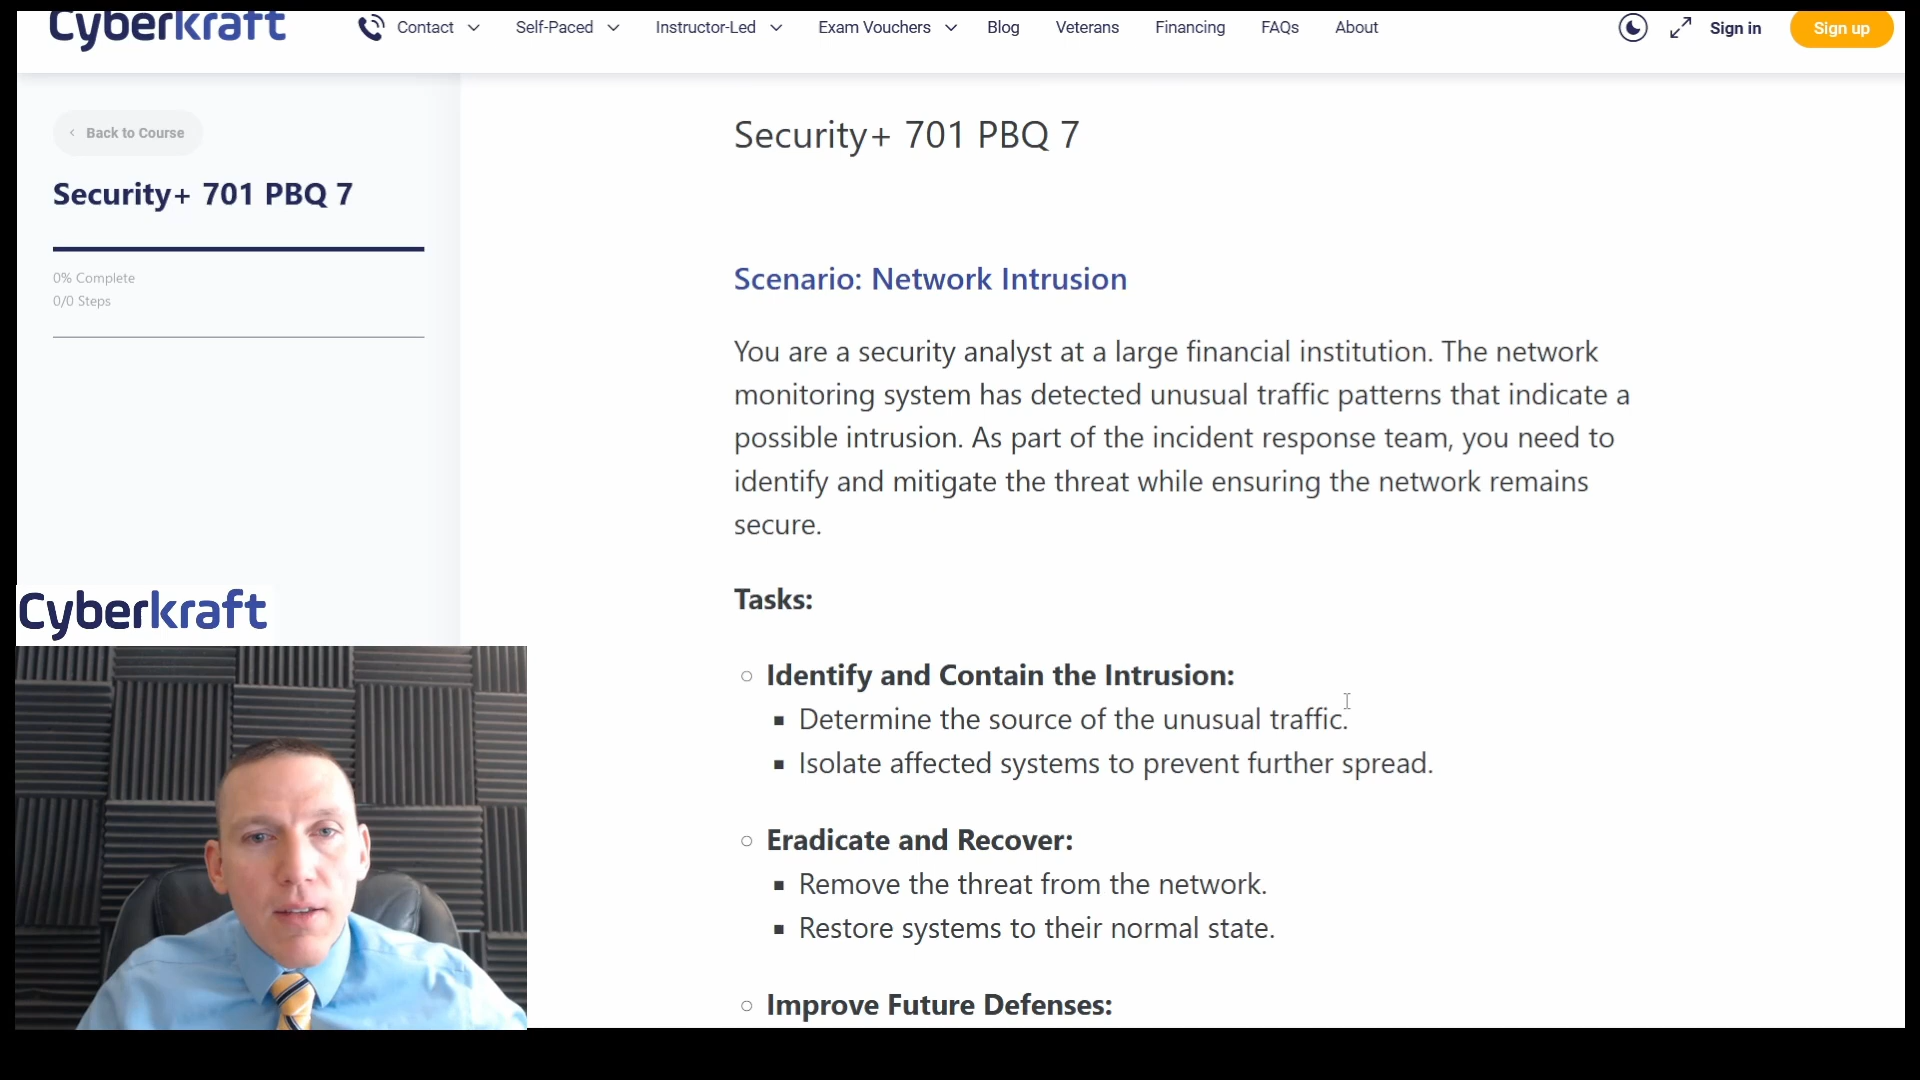 Cyberkraft
Contact
Self-Paced
Instructor-Led
Exam Vouchers
Blog
Veterans
Financing
FAQs
About
Sign in
Sign up
Back to Course
Security+ 701 PBQ 7
0% Complete
0/0 Steps
Security+ 701 PBQ 7
Scenario: Network Intrusion
You are a security analyst at a large financial institution. The network
monitoring system has detected unusual traffic patterns that indicate a
possible intrusion. As part of the incident response team, you need to
identify and mitigate the threat while ensuring the network remains
secure.
Tasks:
Identify and Contain the Intrusion:
Determine the source of the unusual traffic.
Isolate affected systems to prevent further spread.
Eradicate and Recover:
Remove the threat from the network.
Restore systems to their normal state.
Improve Future Defenses:
Cyberkraft